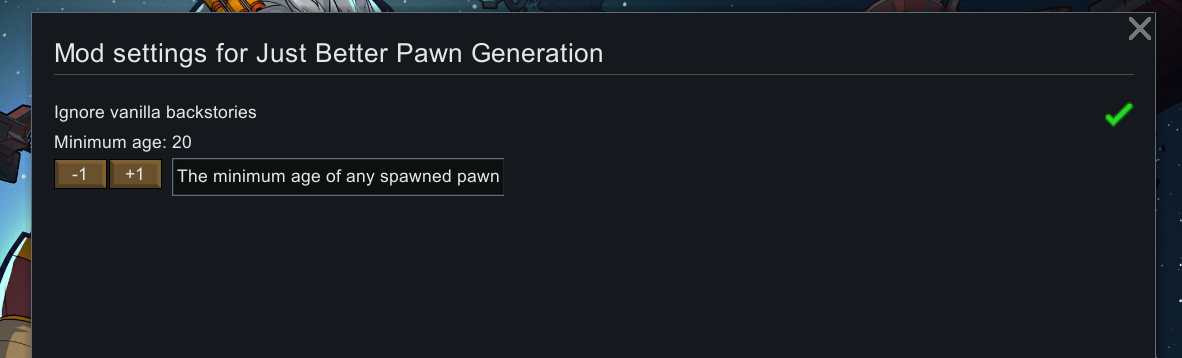 Mod settings for Just Better Pawn Generation
Ignore vanilla backstories
Minimum age: 20
-1 +1 The minimum age of any spawned pawn